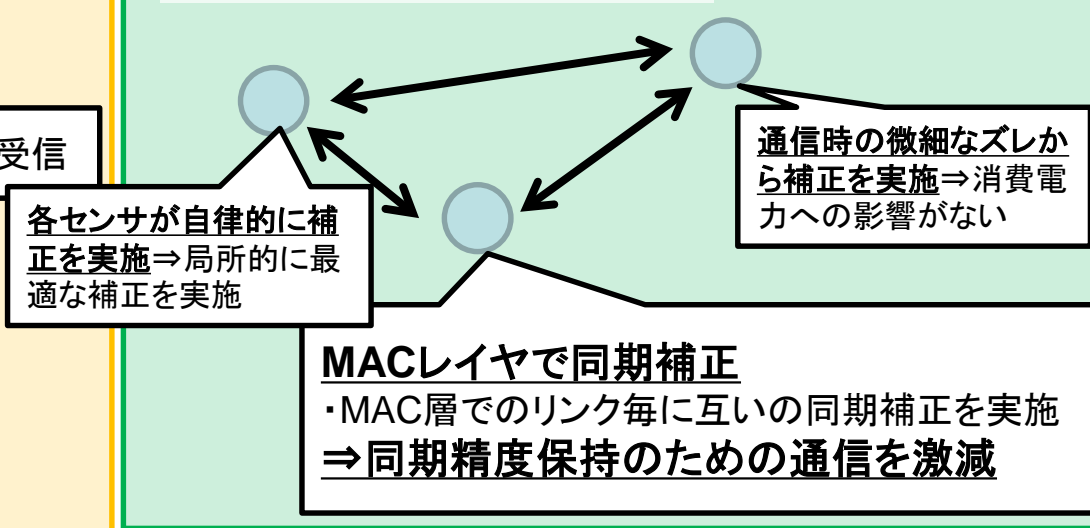 受信
各センサが自律的に補
正を実施⇒局所的に最
適な補正を実施
通信時の微細なズレか
ら補正を実施⇒消費電
力への影響がない
MACレイヤで同期補正
・MAC層でのリンク毎に互いの同期補正を実施
⇒同期精度保持のための通信を激減